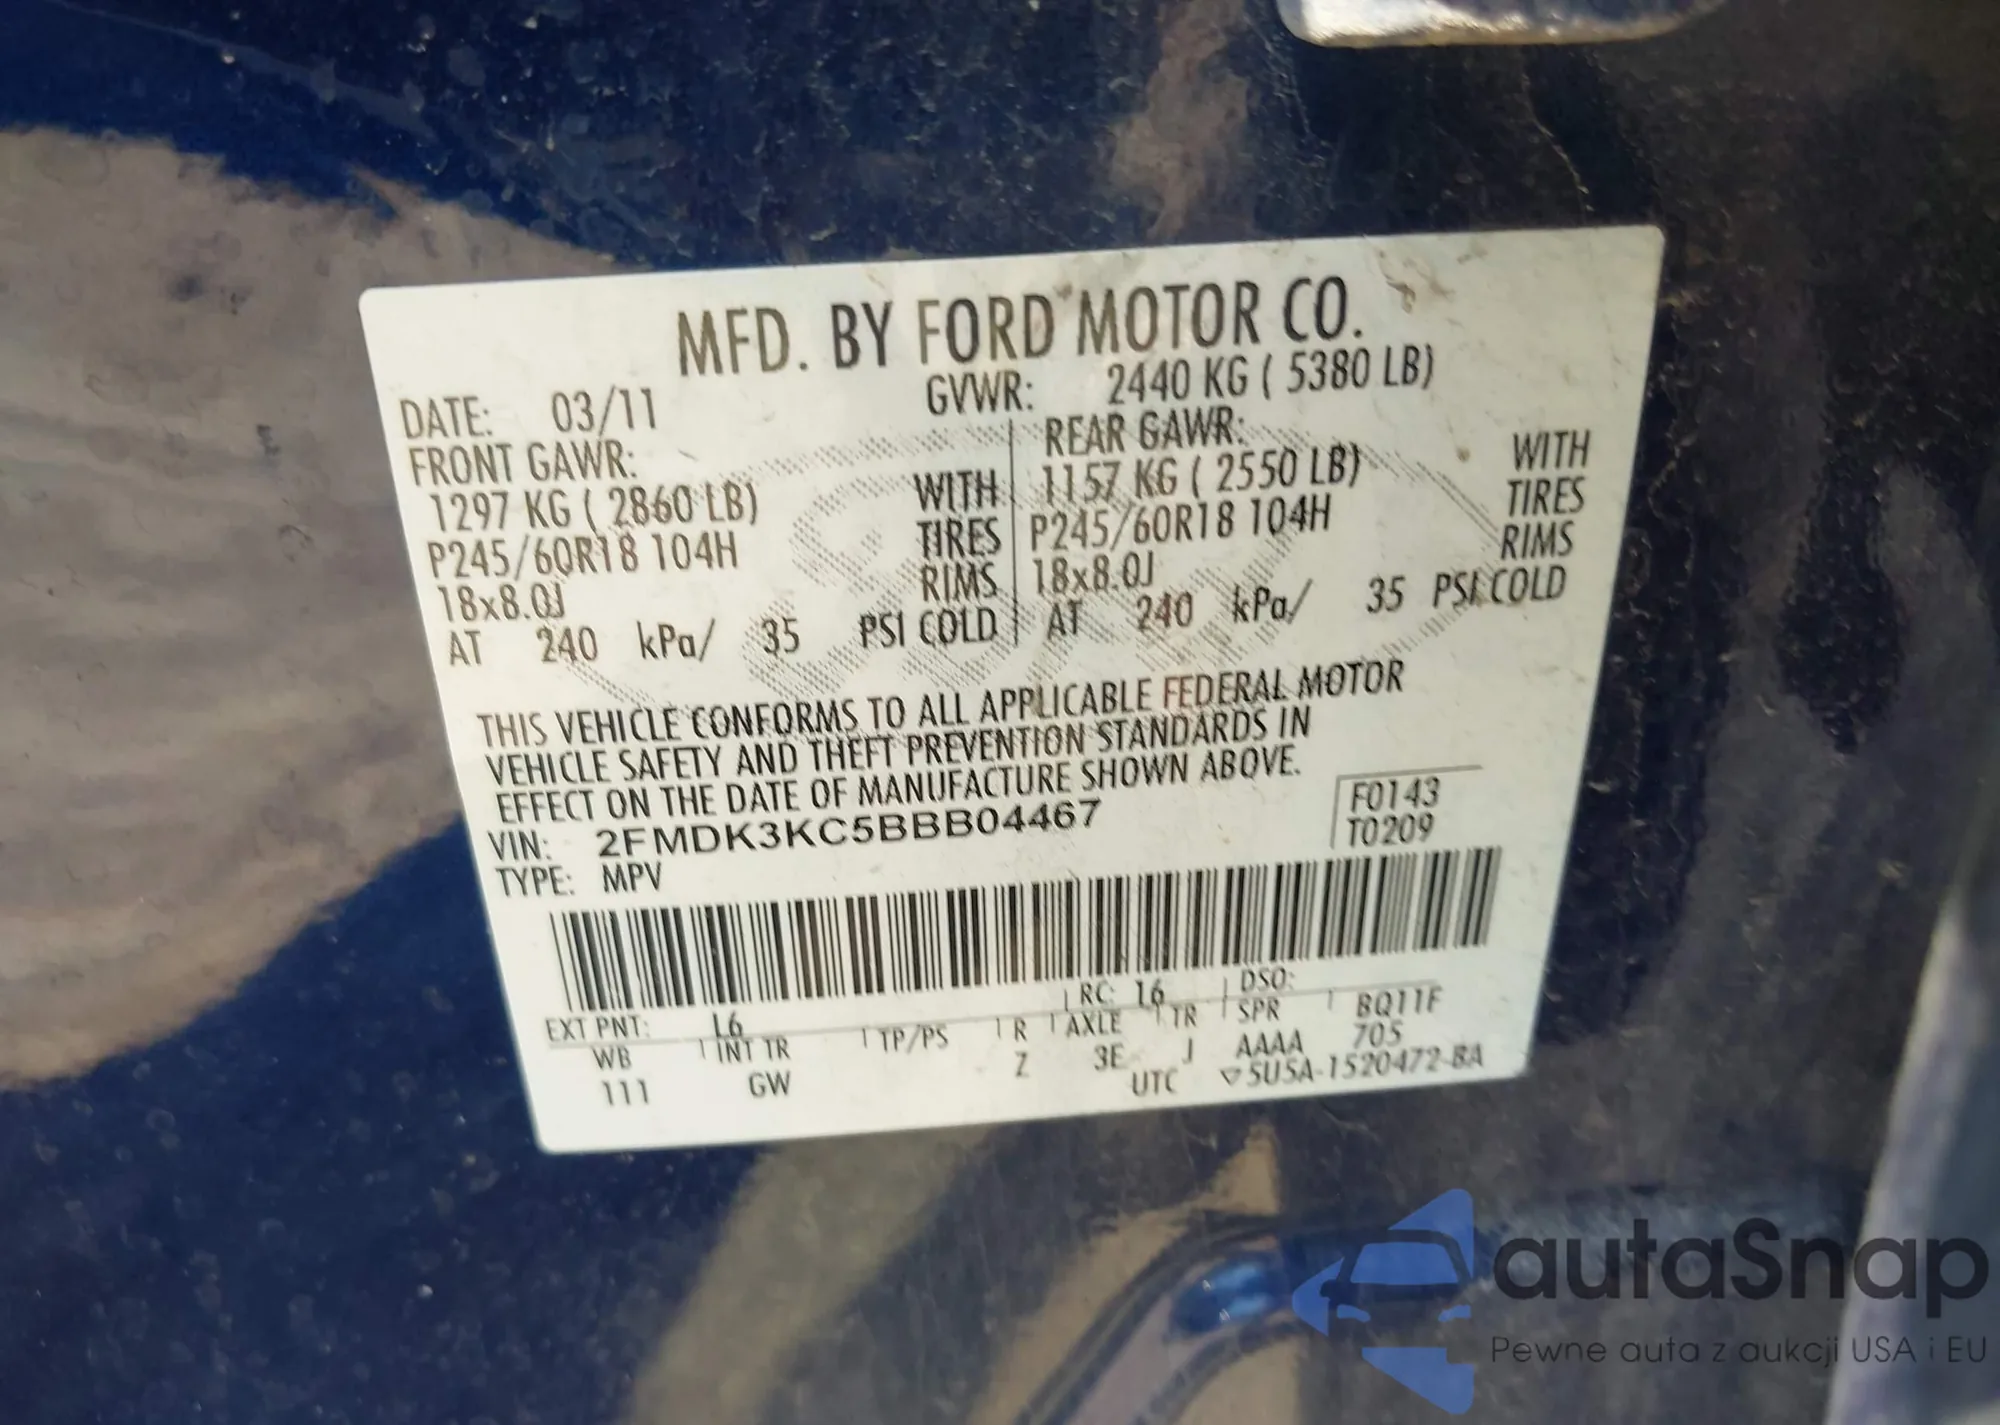 MFD. BY FORD MOTOR CO.
DATE: 03/11 GVWR: 2440 KG ( 5380 LB)
FRONT GAWR: REAR GAWR:
1297 KG ( 2860 LB) WITH 1157 KG ( 2550 LB) WITH
P245/60R18 104H TIRES P245/60R18 104H TIRES
18x8.0J RIMS 18x8.0J RIMS
AT 240 kPa/ 35 PSI COLD AT 240 kPa/ 35 PSI COLD
THIS VEHICLE CONFORMS TO ALL APPLICABLE FEDERAL MOTOR
VEHICLE SAFETY AND THEFT PREVENTION STANDARDS IN
EFFECT ON THE DATE OF MANUFACTURE SHOWN ABOVE.
VIN: 2FMDK3KC5BBB04467 F0143
TYPE: MPV T0209
EXT PNT: L6 RC: 16 DSO:
WB INT TR TP/PS R AXLE TR SPR BQ11F
111 GW Z 3E J AAAA 705
UTC ▽5U5A-1520472-BA
autaSnap
Pewne auta z aukcji USA i EU